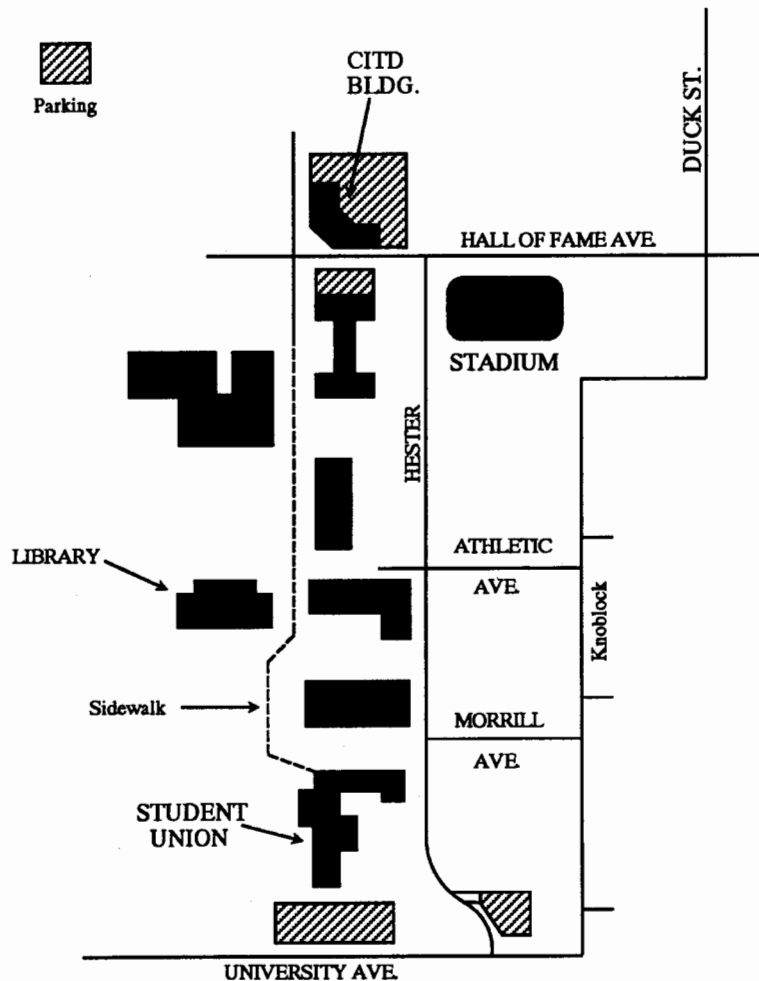 CITD
BLDG.
Parking
DUCK ST.
HALL OF FAME AVE.
STADIUM
HESTER
ATHLETIC
AVE.
LIBRARY
Knoblock
Sidewalk
MORRILL
AVE.
STUDENT
UNION
UNIVERSITY AVE.